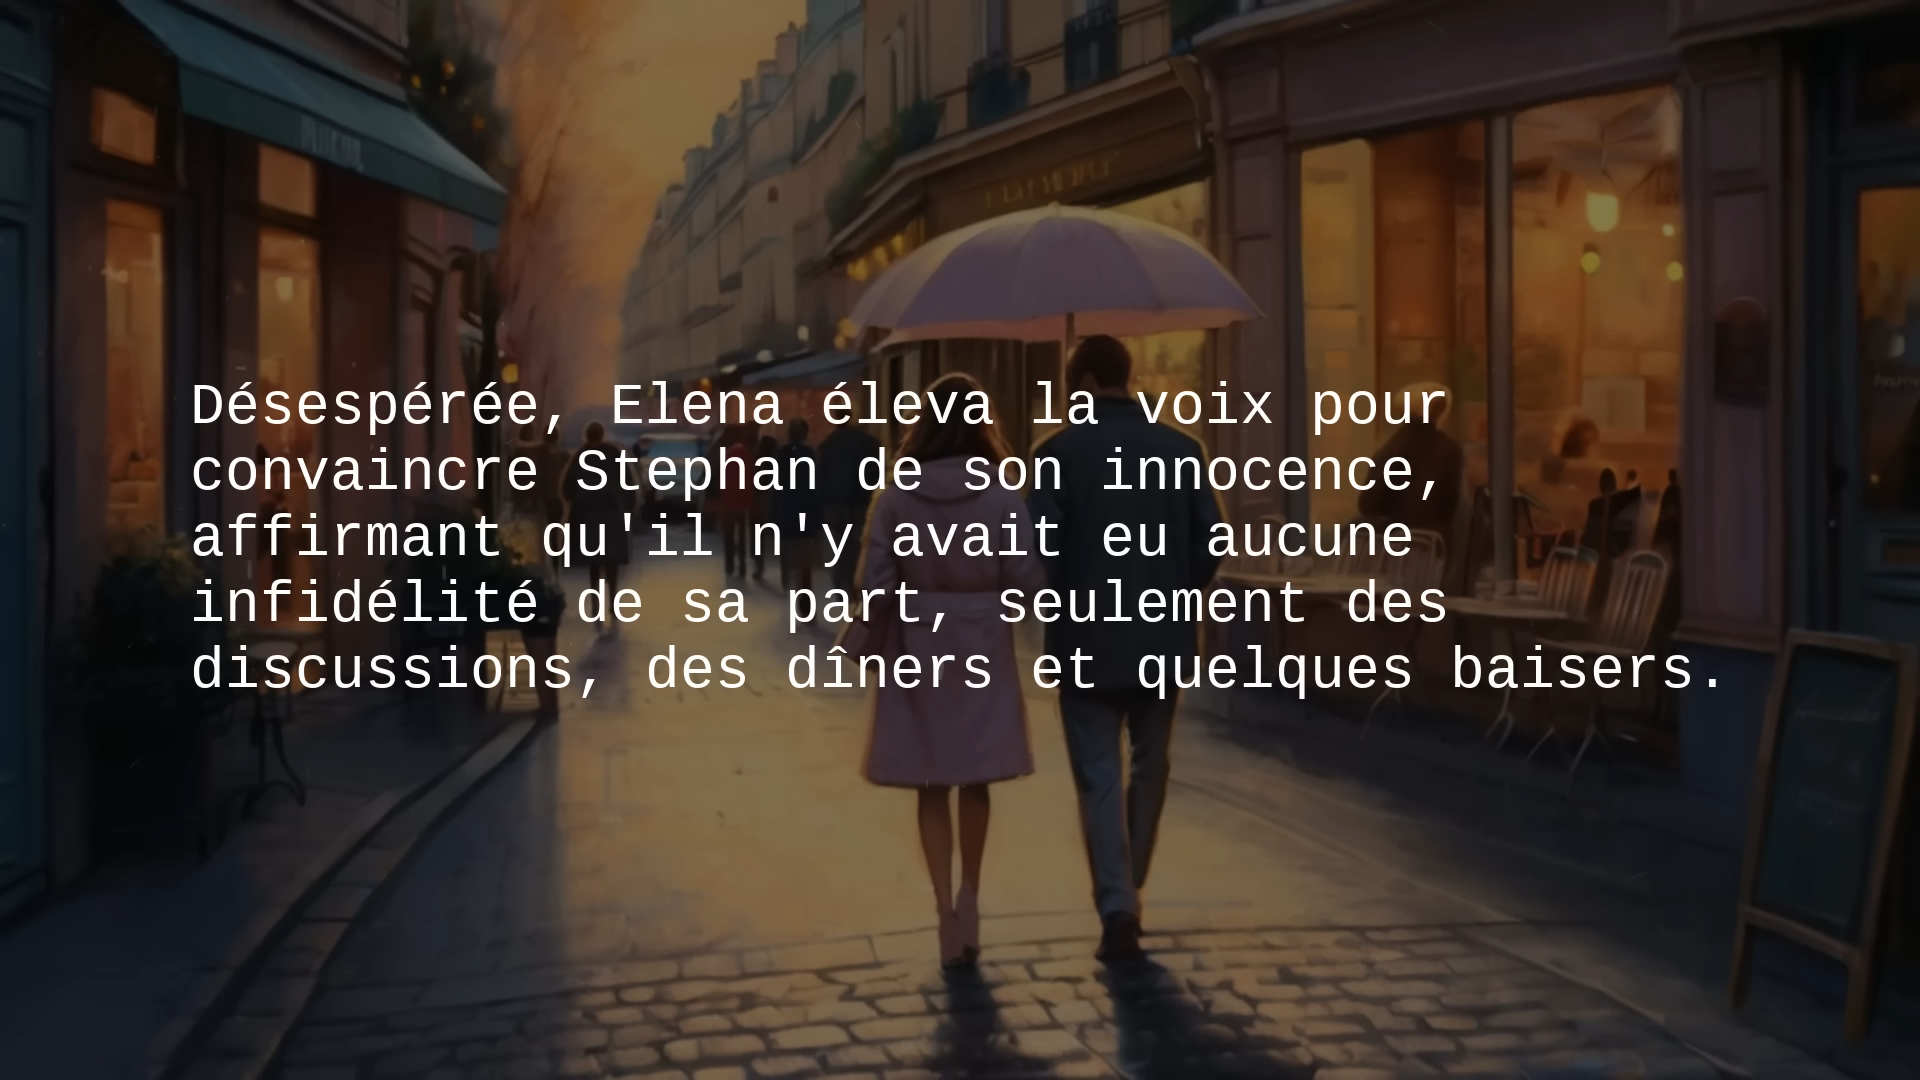 Désespérée, Elena éleva la voix pour
convaincre Stephan de son innocence,
affirmant qu'il n'y avait eu aucune
infidélité de sa part, seulement des
discussions, des dîners et quelques baisers.